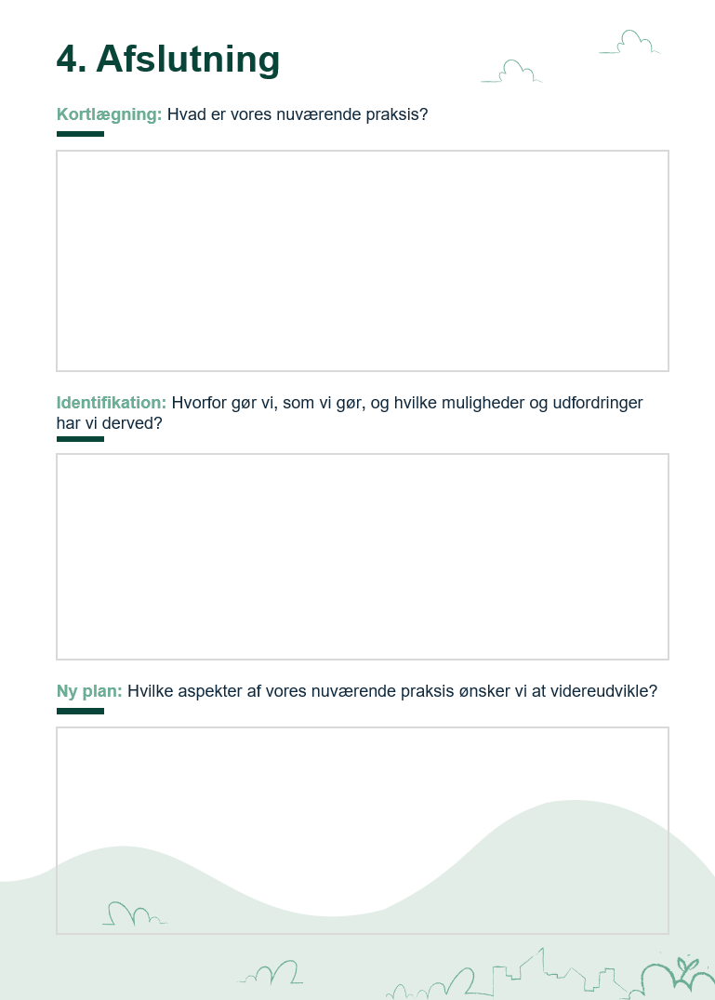 4. Afslutning
Kortlægning: Hvad er vores nuværende praksis?
Identifikation: Hvorfor gør vi, som vi gør, og hvilke muligheder og udfordringer
har vi derved?
Ny plan: Hvilke aspekter af vores nuværende praksis ønsker vi at videreudvikle?